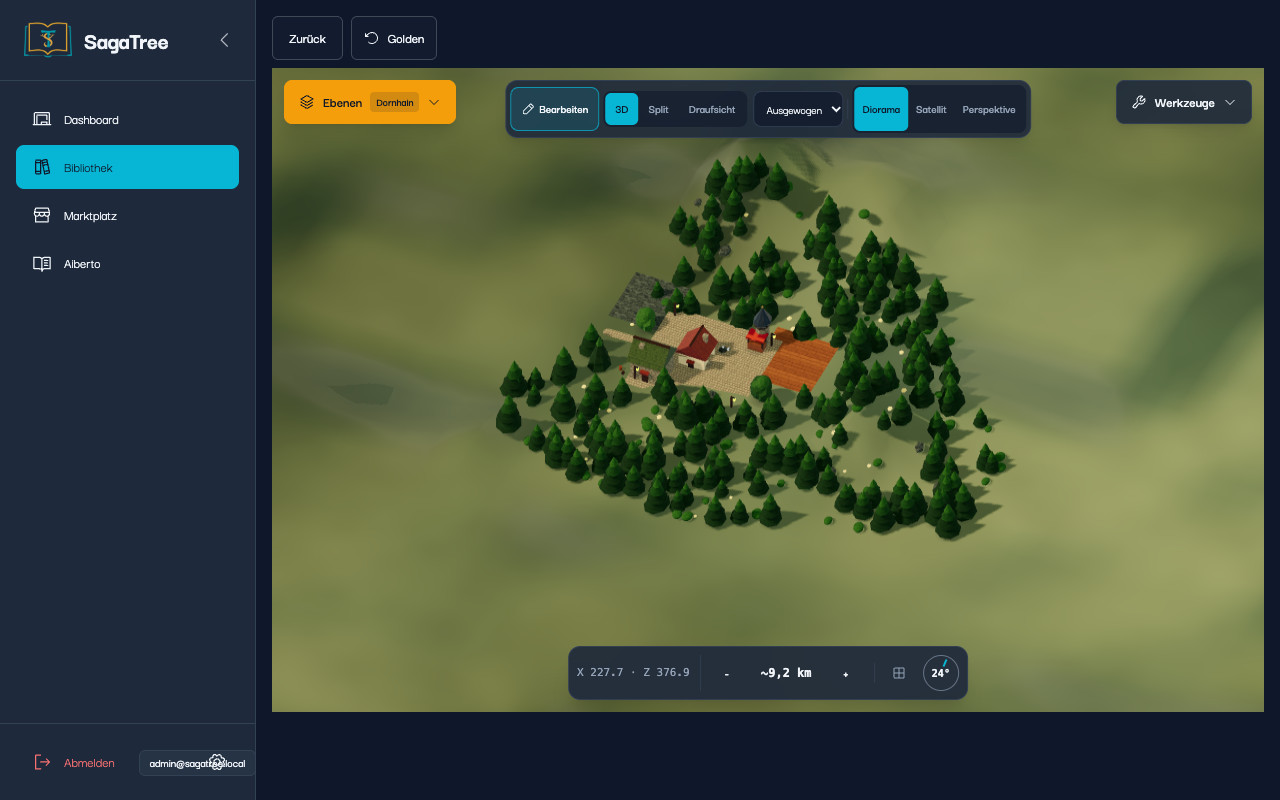 SagaTree
Zurück
Golden
Dashboard
Bibliothek
Marktplatz
Aiberto
Ebenen Dornhain
Bearbeiten
3D Split Draufsicht
Ausgewogen
Diorama Satellit Perspektive
Werkzeuge
X 227.7 · Z 376.9
- ~9,2 km +
24°
Abmelden